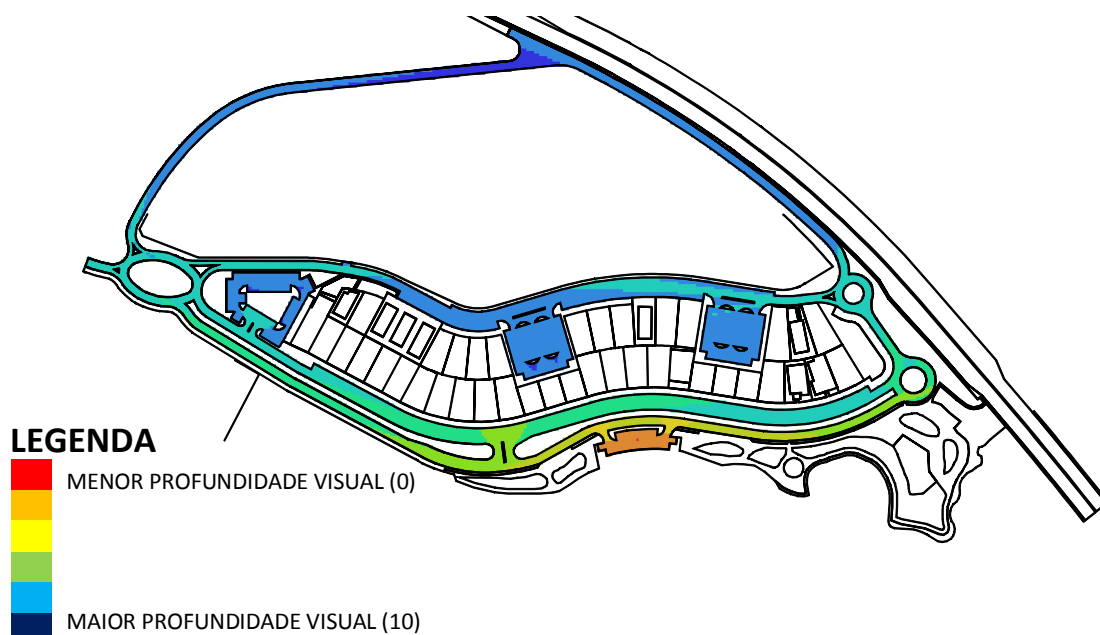 LEGENDA
MENOR PROFUNDIDADE VISUAL (0)
MAIOR PROFUNDIDADE VISUAL (10)